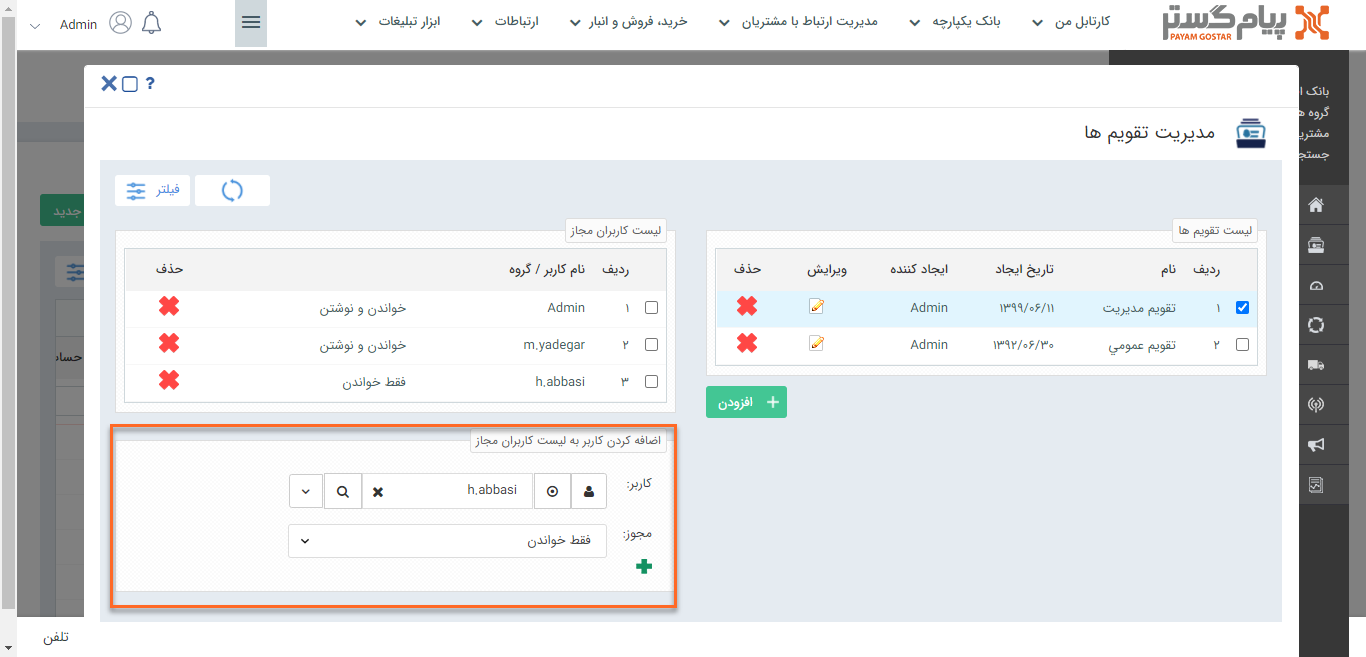 Admin
ابزار تبلیغات
ارتباطات
خرید، فروش و انبار
مدیریت ارتباط با مشتریان
بانک یکپارچه
کارتابل من
پیام‌گستر
PAYAM GOSTAR
?
بانک
گروه
جستج
جدید
مدیریت تقویم ها
فیلتر
لیست تقویم ها
ردیف نام تاریخ ایجاد ایجاد کننده ویرایش حذف
۱ تقویم مدیریت ۱۳۹۹/۰۶/۱۱ Admin
۲ تقویم عمومي ۱۳۹۲/۰۶/۳۰ Admin
افزودن
لیست کاربران مجاز
ردیف نام کاربر / گروه حذف
۱ Admin خواندن و نوشتن
۲ m.yadegar خواندن و نوشتن
۳ h.abbasi فقط خواندن
اضافه کردن کاربر به لیست کاربران مجاز
کاربر:
h.abbasi
مجوز:
فقط خواندن
تلفن